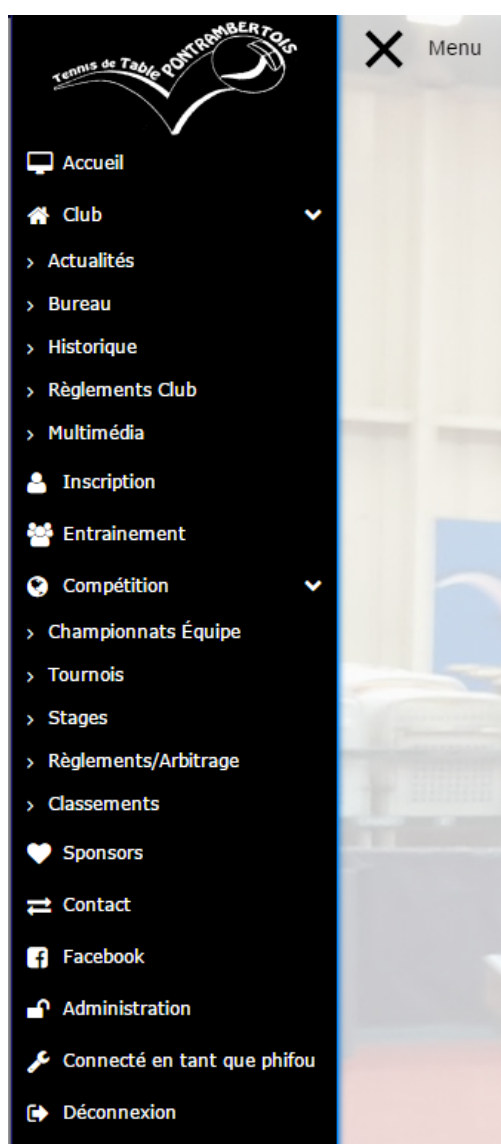 Tennis de Table PONTRAMBERTOIS
Menu
Accueil
Club
Actualités
Bureau
Historique
Règlements Club
Multimédia
Inscription
Entrainement
Compétition
Championnats Équipe
Tournois
Stages
Règlements/Arbitrage
Classements
Sponsors
Contact
Facebook
Administration
Connecté en tant que phifou
Déconnexion